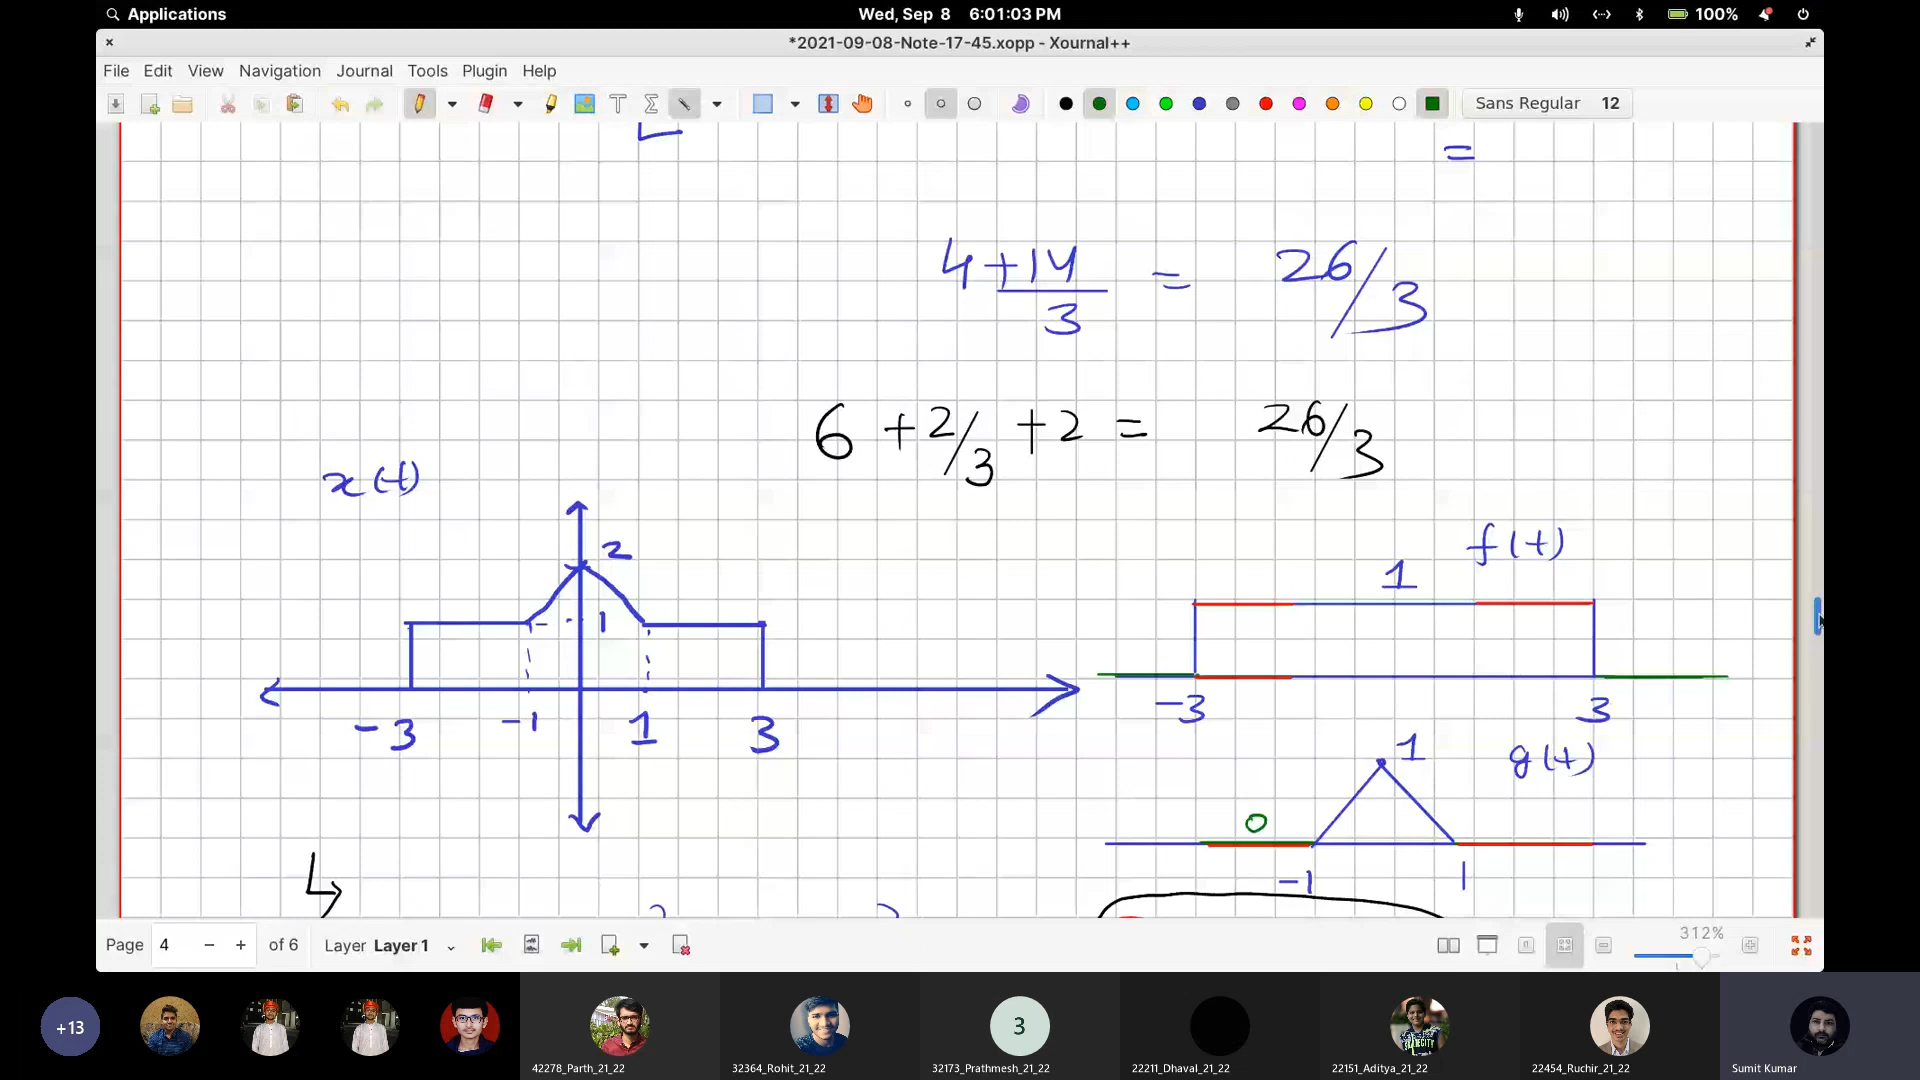 Applications
Wed, Sep 8 6:01:03 PM
100%
*2021-09-08-Note-17-45.xopp - Xournal++
File Edit View Navigation Journal Tools Plugin Help
Sans Regular 12
=
4 + 14/3 = 26/3
6 + 2/3 + 2 = 26/3
x(t)
2
1
-3 -1 1 3
f(t)
1
-3 3
g(t)
1
0
-1 1
Page 4 - + of 6 Layer Layer 1
312%
+13
3
42278_Parth_21_22
32364_Rohit_21_22
32173_Prathmesh_21_22
22211_Dhaval_21_22
22151_Aditya_21_22
22454_Ruchir_21_22
Sumit Kumar